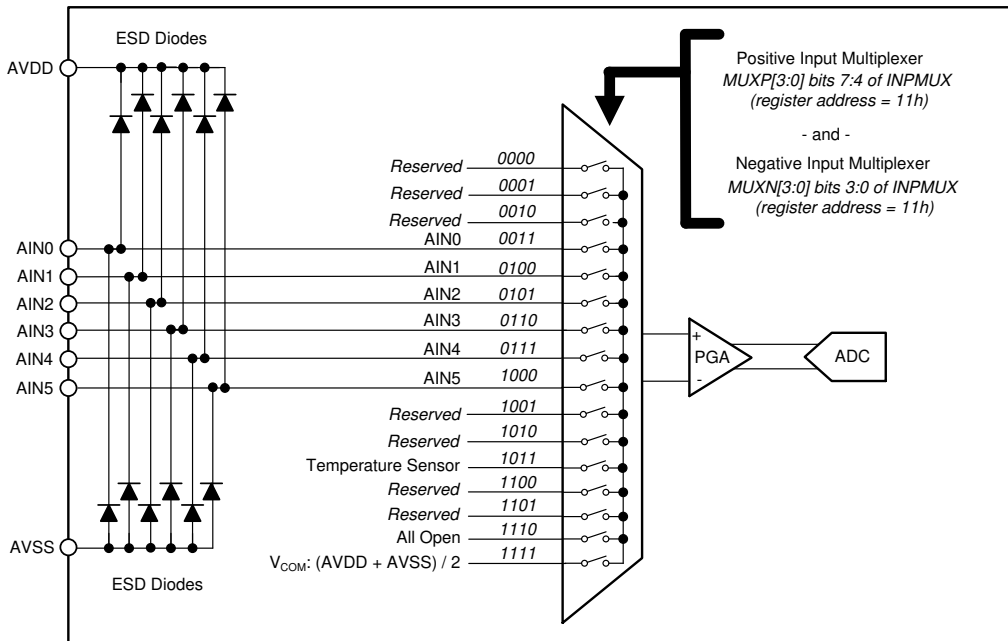 ESD Diodes
AVDD
Positive Input Multiplexer
MUXP[3:0] bits 7:4 of INPMUX
(register address = 11h)
- and -
Negative Input Multiplexer
MUXN[3:0] bits 3:0 of INPMUX
(register address = 11h)
Reserved 0000
Reserved 0001
Reserved 0010
AIN0 AIN0 0011
AIN1 AIN1 0100
AIN2 AIN2 0101
AIN3 AIN3 0110
AIN4 AIN4 0111
AIN5 AIN5 1000
+
PGA
-
ADC
Reserved 1001
Reserved 1010
Temperature Sensor 1011
Reserved 1100
Reserved 1101
All Open 1110
AVSS
VCOM: (AVDD + AVSS) / 2 1111
ESD Diodes